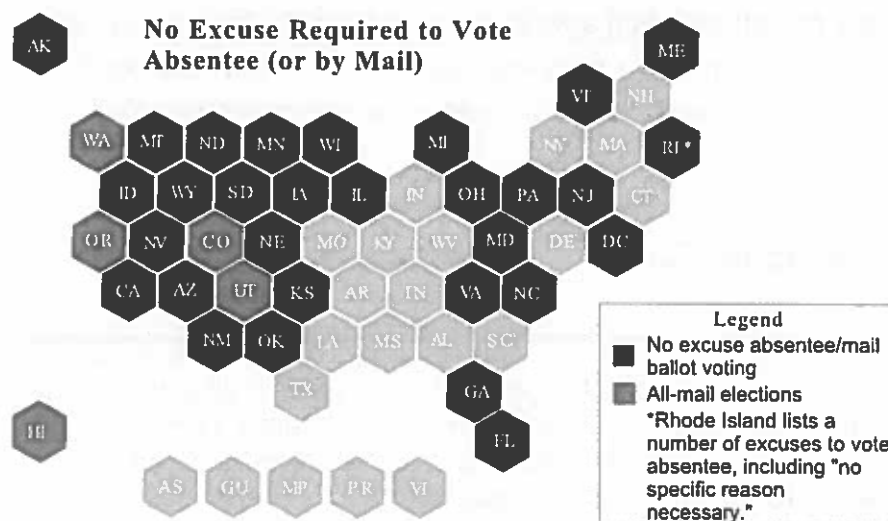 AK
No Excuse Required to Vote
Absentee (or by Mail)
ME
VT NH
WA MT ND MN WI MI NY MA RI*
ID WY SD IA IL IN OH PA NJ CT
OR NV CO NE MO KY WV MD DE DC
CA AZ UT KS AR TN VA NC
NM OK LA MS AL SC
TX GA
HI FL
AS GU MP PR VI
Legend
No excuse absentee/mail
ballot voting
All-mail elections
*Rhode Island lists a
number of excuses to vote
absentee, including "no
specific reason
necessary."